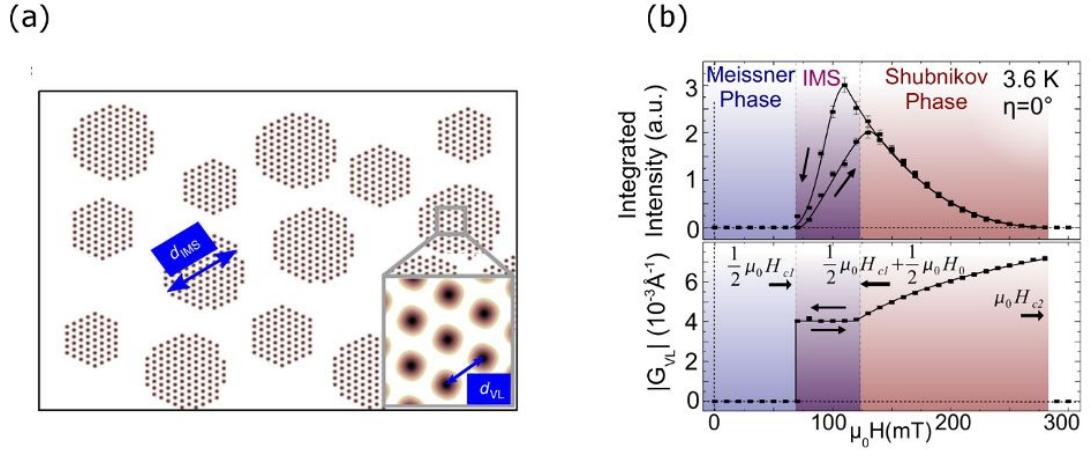 (a)
d_IMS
d_VL
(b)
Meissner Phase
IMS
Shubnikov Phase
3.6 K
η=0°
Integrated Intensity (a.u.)
3
2
1
0
½ μ₀H_c1
½ μ₀H_c1 + ½ μ₀H₀
μ₀H_c2
|G_VL| (10⁻³Å⁻¹)
6
4
2
0
0 100 200 300
μ₀H(mT)